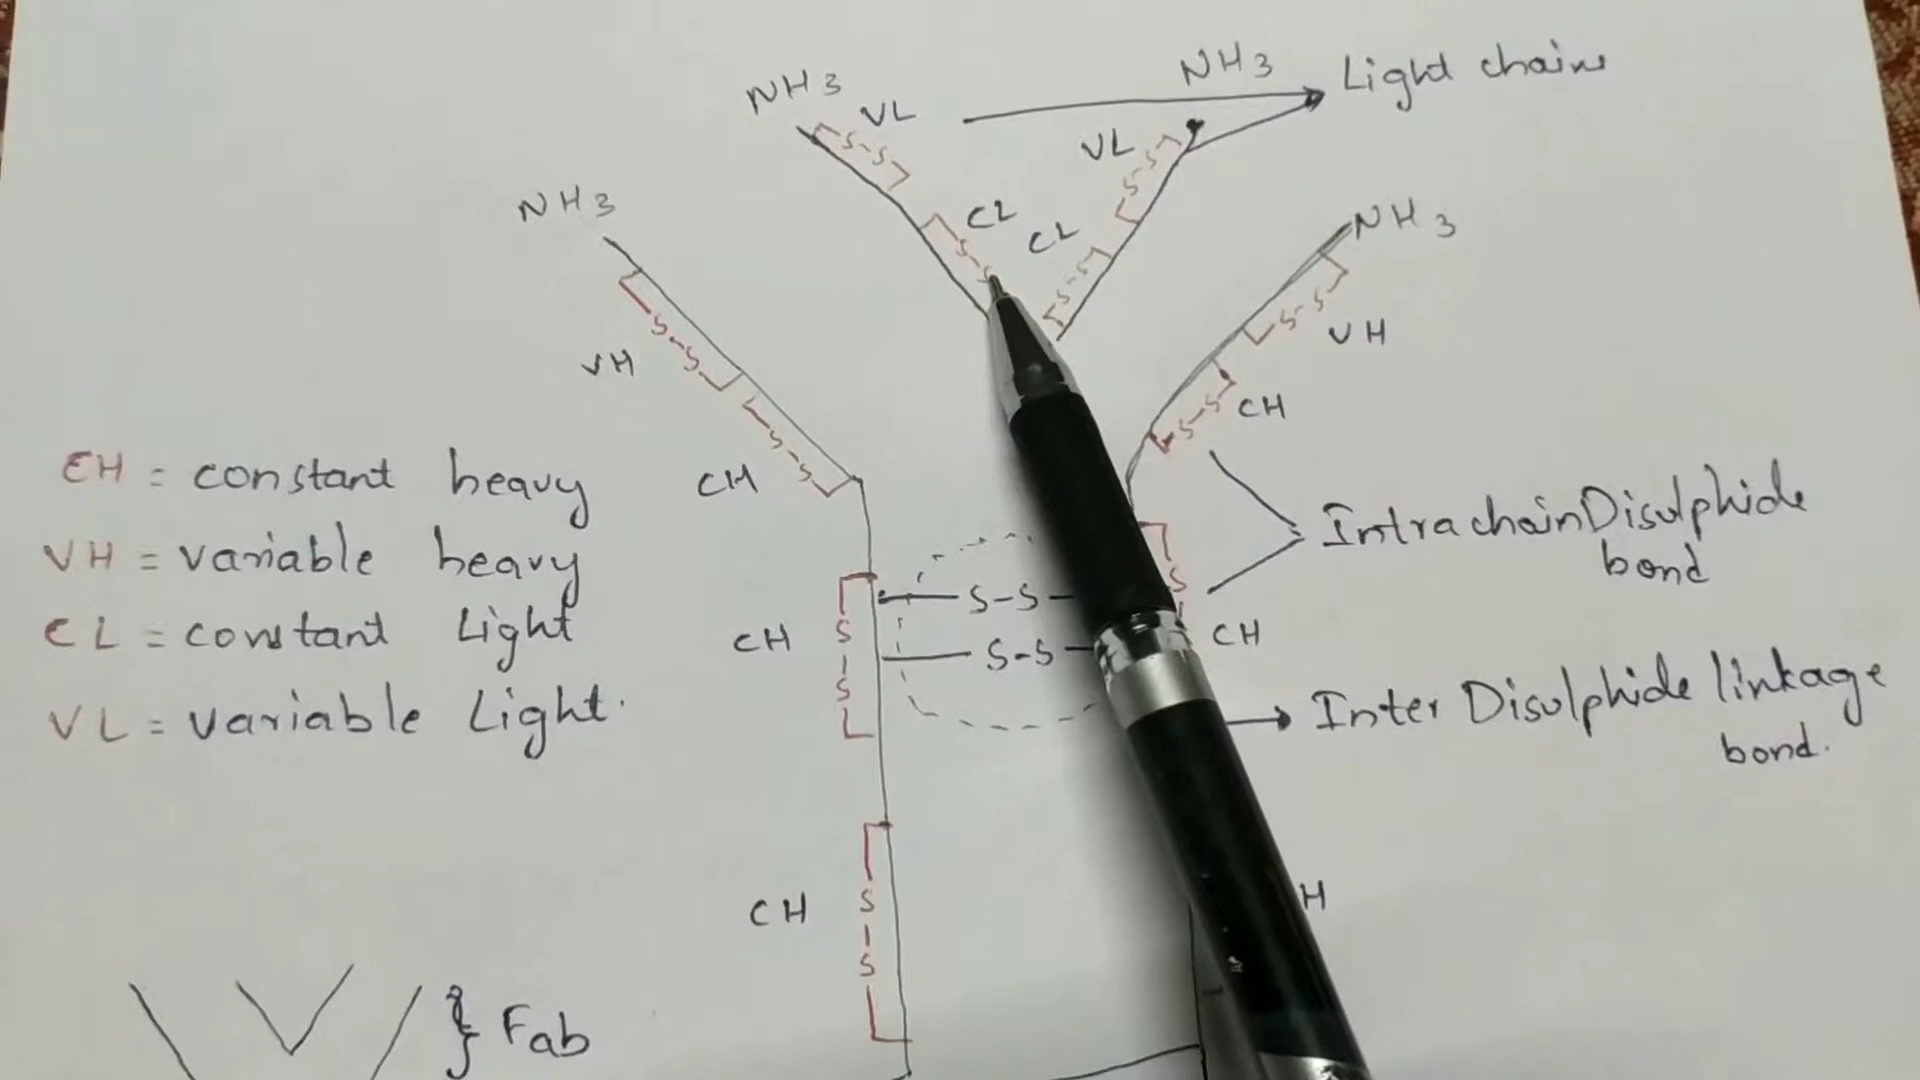 NH3
NH3
Light chains
VL
S-S
VL
S-S
NH3
CL
S-S
CL
S-S
NH3
S-S
VH
S-S
VH
S-S
CH
S-S
CH
CH = constant heavy
VH = variable heavy
CL = constant Light
VL = variable Light.
Intrachain Disulphide
bond
S-S
S-S
CH
S
S
S
CH
Inter Disulphide linkage
bond.
CH
S
S
H
} Fab